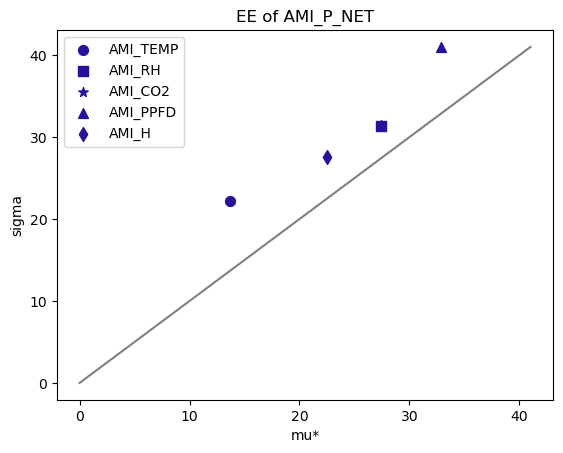 EE of AMI_P_NET
AMI_TEMP
AMI_RH
AMI_CO2
AMI_PPFD
AMI_H
40
30
20
10
0
sigma
0 10 20 30 40
mu*